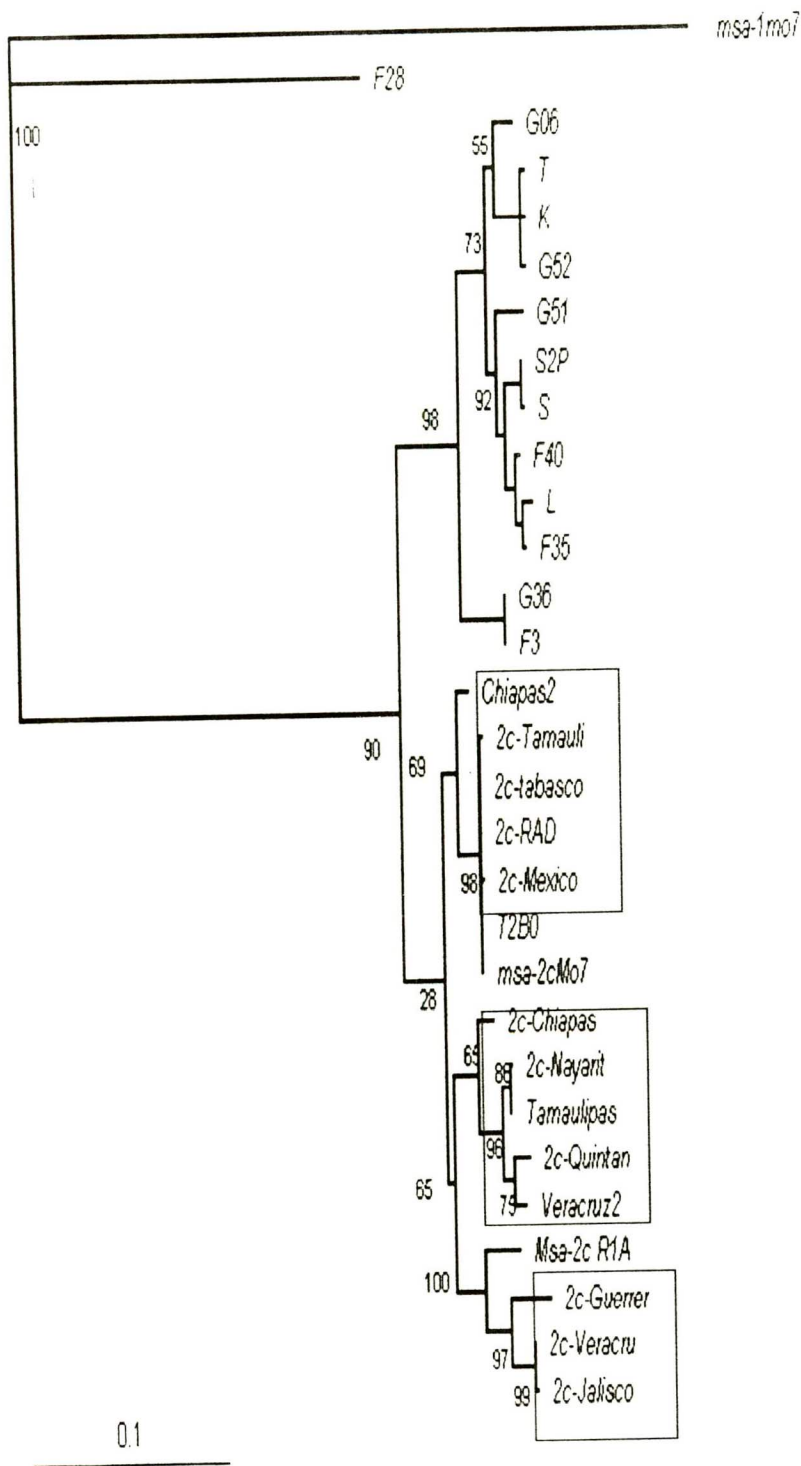 msa-1mo7
F28
100
G06
55
T
K
73
G52
G51
S2P
92
S
98
F40
L
F35
G36
F3
Chiapas2
2c-Tamauli
90
69
2c-tabasco
2c-RAD
98
2c-Mexico
T2B0
msa-2cMo7
28
2c-Chiapas
65
88
2c-Nayarit
Tamaulipas
96
2c-Quintan
65
75
Veracruz2
Msa-2c R1A
100
2c-Guerrer
2c-Veracru
97
99
2c-Jalisco
0.1